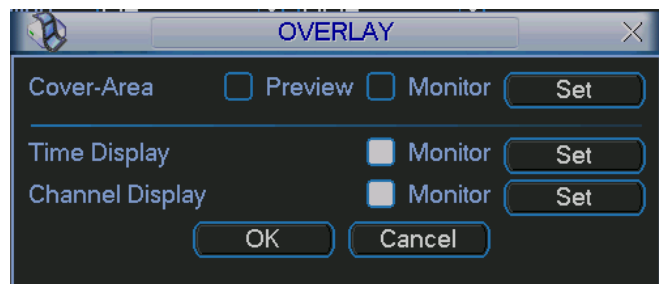 OVERLAY
Cover-Area Preview Monitor Set
Time Display Monitor Set
Channel Display Monitor Set
OK Cancel